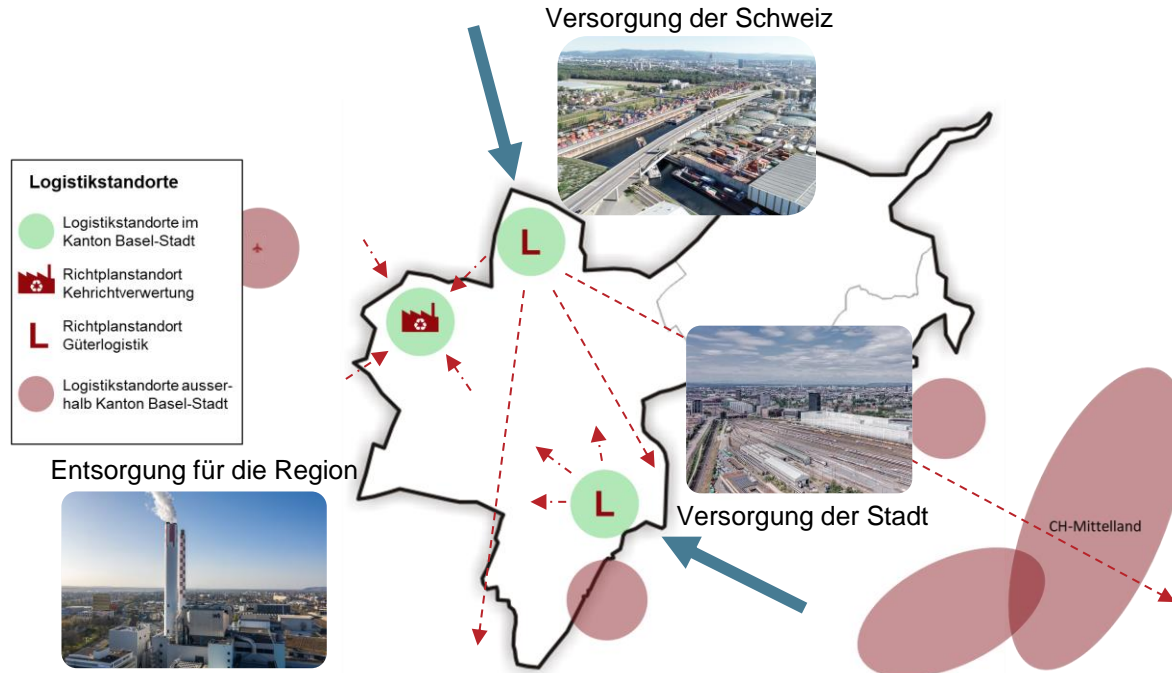 Versorgung der Schweiz
Logistikstandorte
Logistikstandorte im
Kanton Basel-Stadt
Richtplanstandort
Kehrichtverwertung
L
Richtplanstandort
Güterlogistik
Logistikstandorte ausser-
halb Kanton Basel-Stadt
L
Entsorgung für die Region
L
Versorgung der Stadt
CH-Mittelland